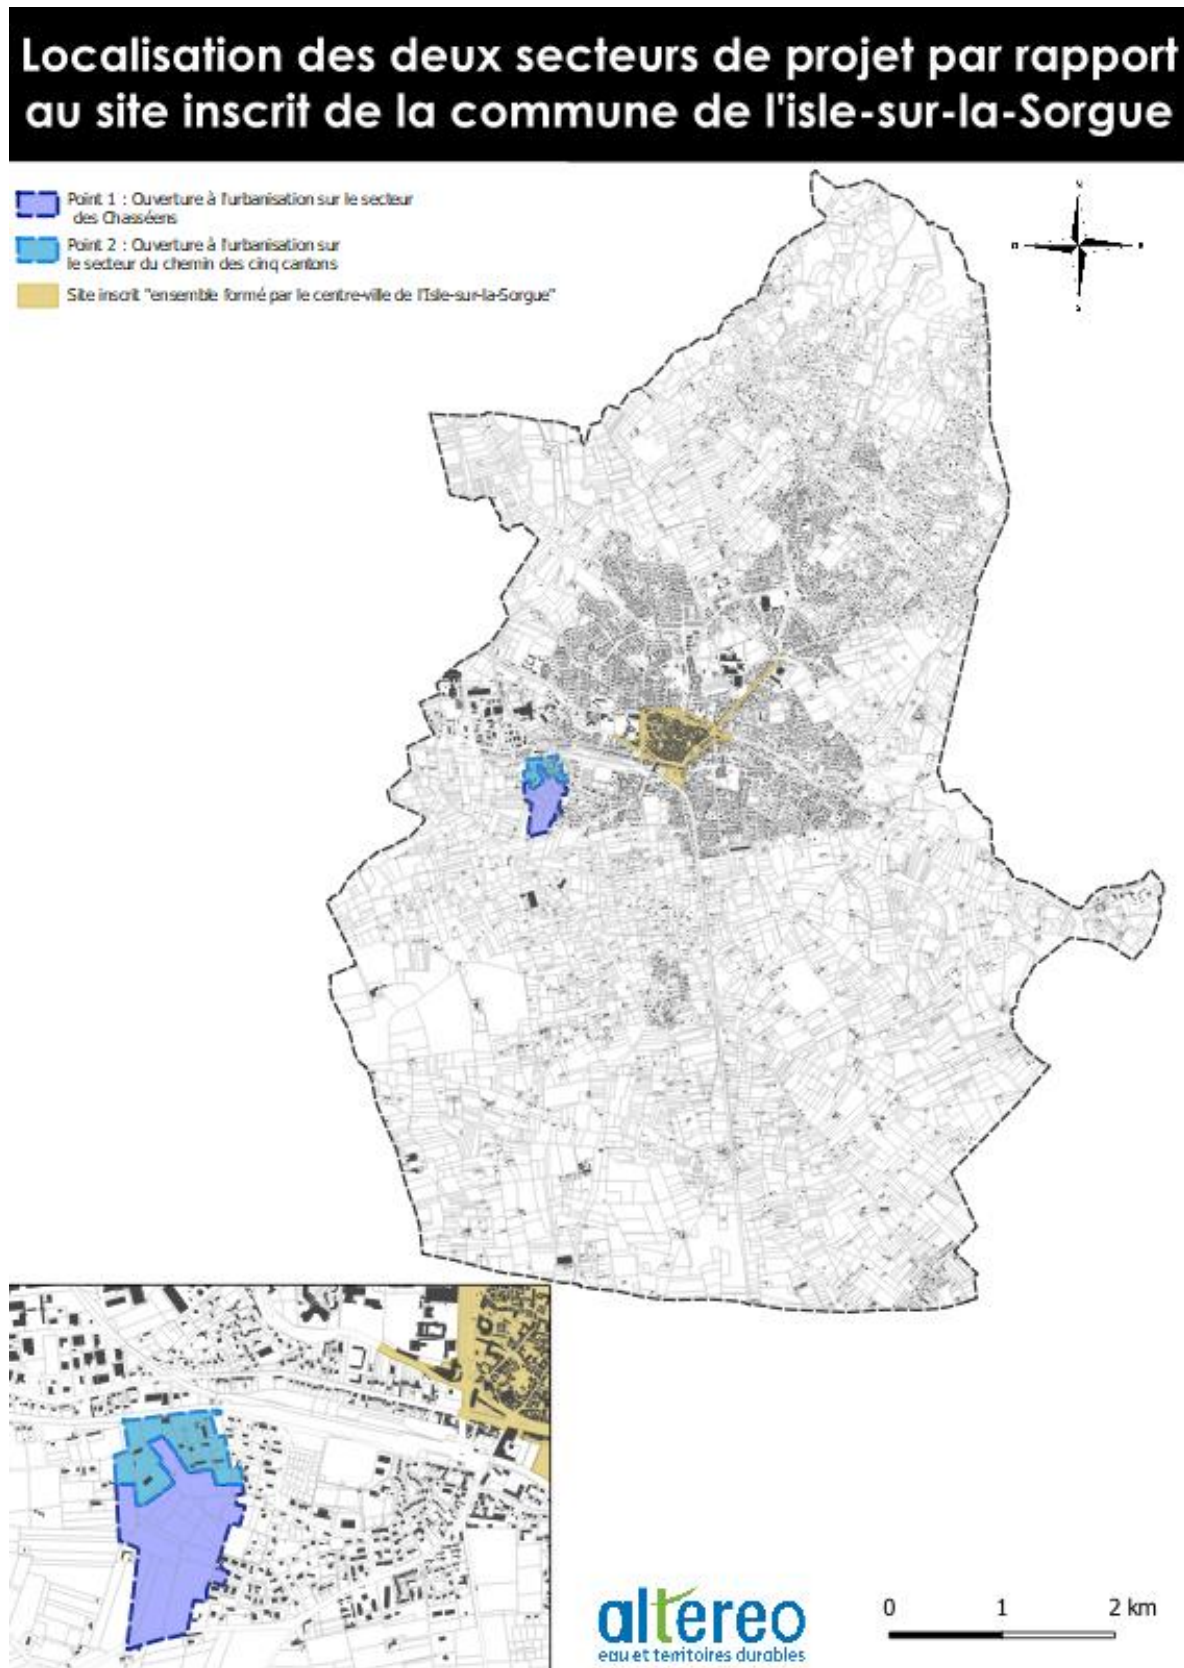 Localisation des deux secteurs de projet par rapport
au site inscrit de la commune de l'isle-sur-la-Sorgue
Point 1 : Ouverture à l'urbanisation sur le secteur
des Chasséens
Point 2 : Ouverture à l'urbanisation sur
le secteur du chemin des cinq cantons
Site inscrit "ensemble formé par le centre-ville de l'Isle-sur-la-Sorgue"
N
S
altereo
eau et territoires durables
0 1 2 km